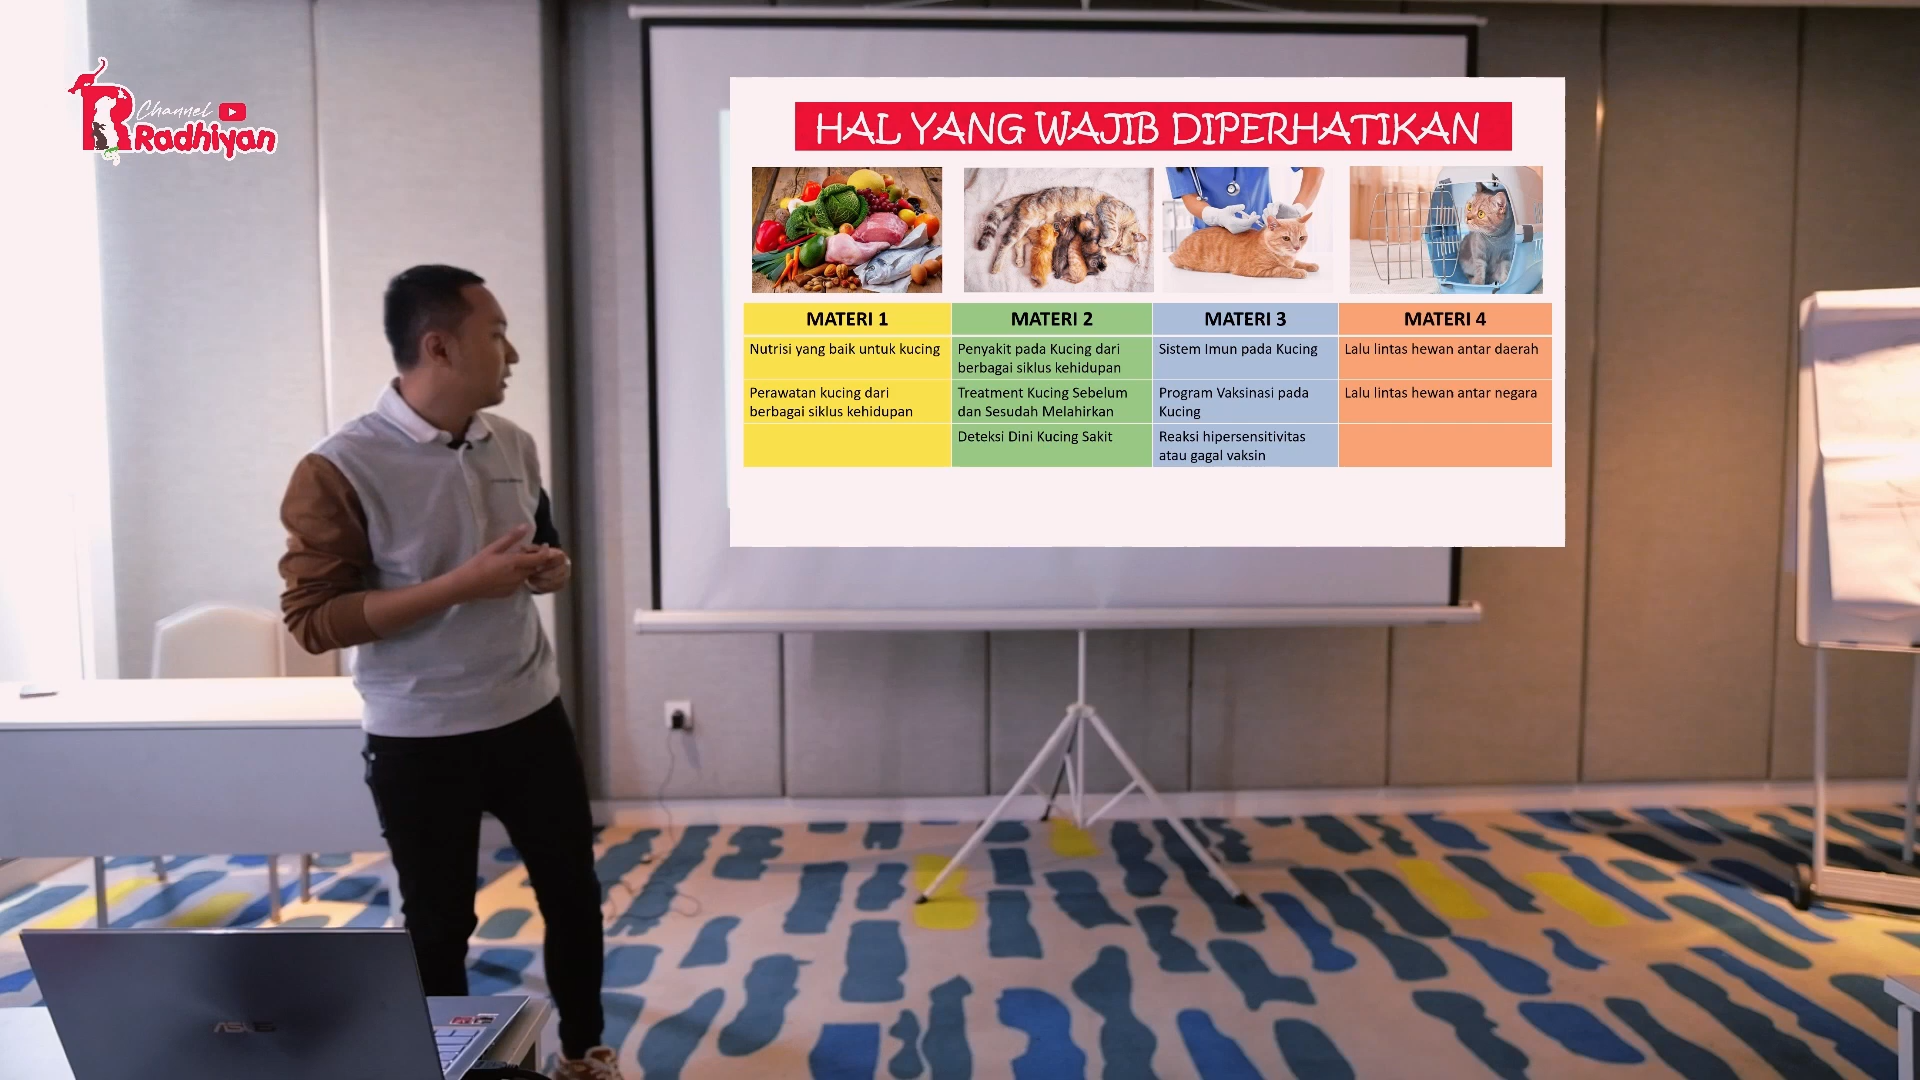 Channel
Radhiyan
HAL YANG WAJIB DIPERHATIKAN
MATERI 1
Nutrisi yang baik untuk kucing
Perawatan kucing dari
berbagai siklus kehidupan
MATERI 2
Penyakit pada Kucing dari
berbagai siklus kehidupan
Treatment Kucing Sebelum
dan Sesudah Melahirkan
Deteksi Dini Kucing Sakit
MATERI 3
Sistem Imun pada Kucing
Program Vaksinasi pada
Kucing
Reaksi hipersensitivitas
atau gagal vaksin
MATERI 4
Lalu lintas hewan antar daerah
Lalu lintas hewan antar negara
ASUS